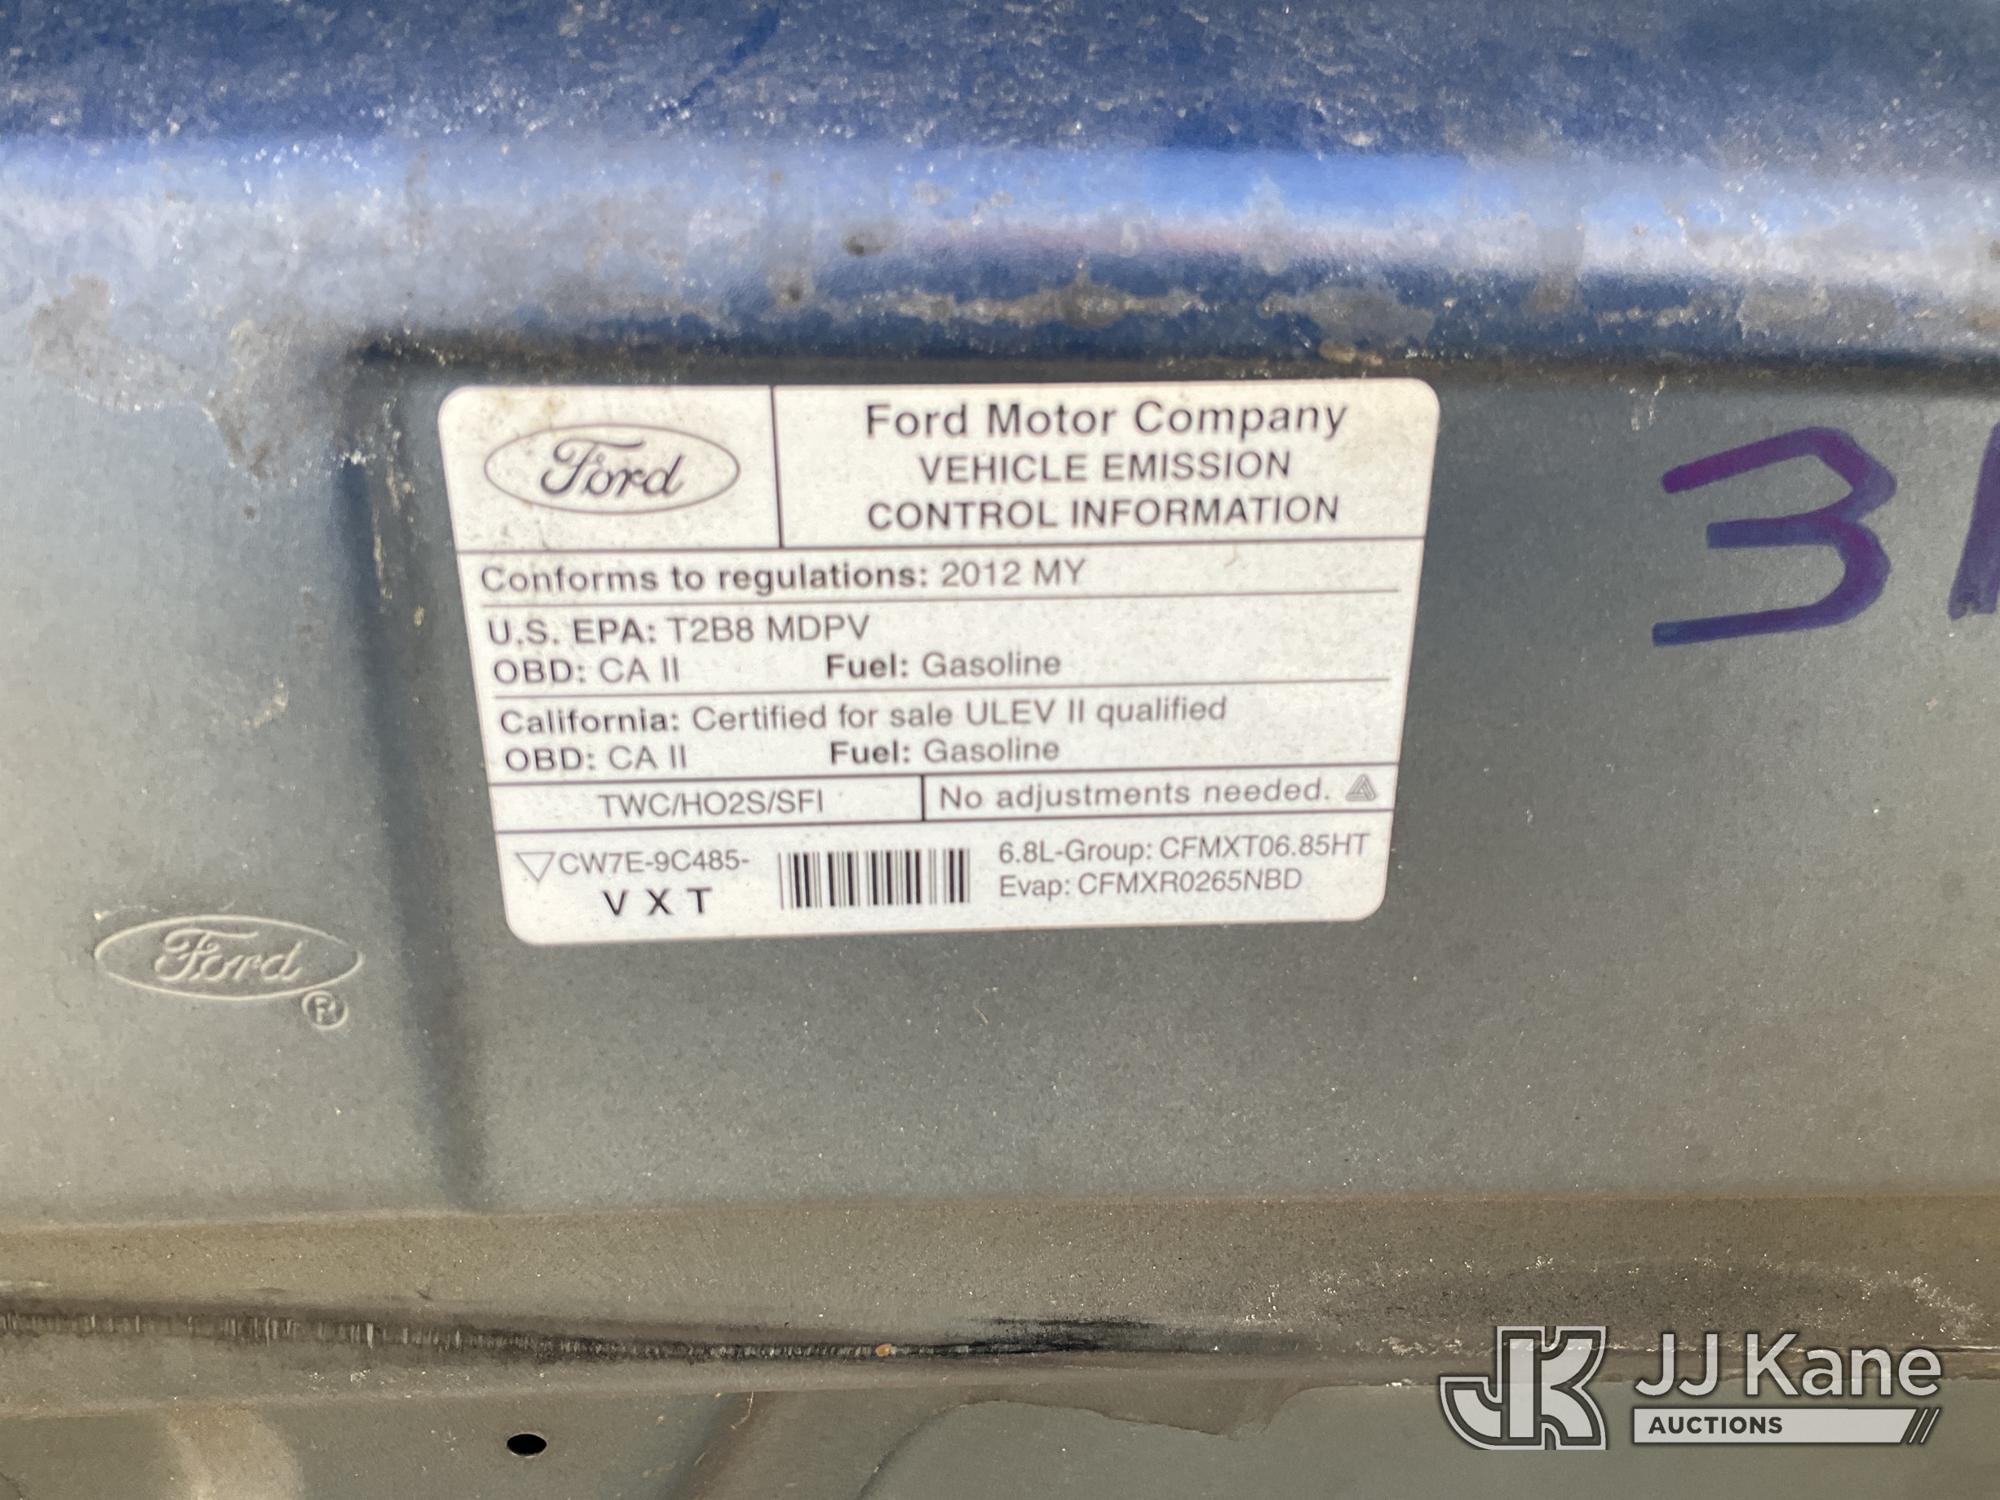 Ford
Ford Motor Company
VEHICLE EMISSION
CONTROL INFORMATION
Conforms to regulations: 2012 MY
U.S. EPA: T2B8 MDPV
OBD: CA II Fuel: Gasoline
California: Certified for sale ULEV II qualified
OBD: CA II Fuel: Gasoline
TWC/HO2S/SFI
No adjustments needed.
CW7E-9C485-
V X T
6.8L-Group: CFMXT06.85HT
Evap: CFMXR0265NBD
Ford
®
3
JK
JJ Kane
AUCTIONS